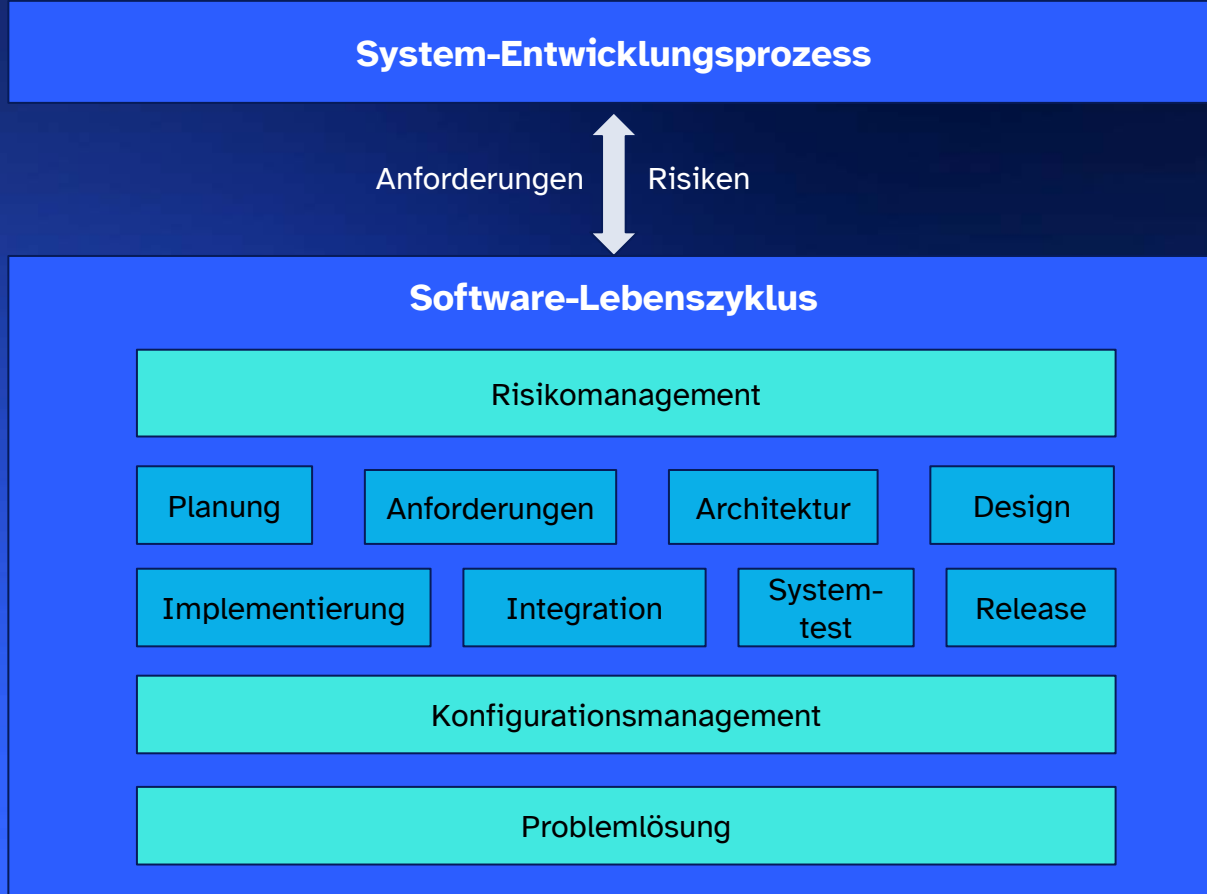 System-Entwicklungsprozess
Anforderungen Risiken
Software-Lebenszyklus
Risikomanagement
Planung Anforderungen Architektur Design
Implementierung Integration System-
test Release
Konfigurationsmanagement
Problemlösung